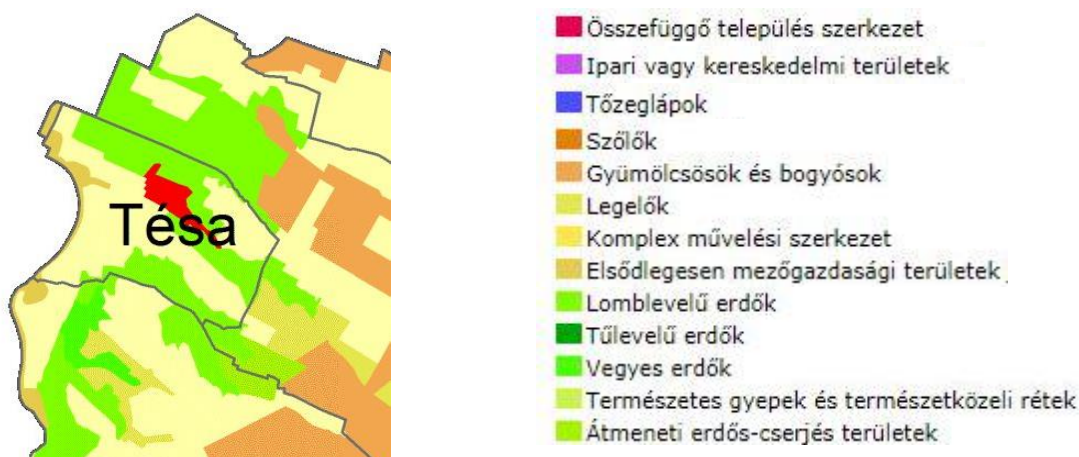 Tésa
Összefüggő település szerkezet
Ipari vagy kereskedelmi területek
Tőzeglápok
Szőlők
Gyümölcsösök és bogyósok
Legelők
Komplex művelési szerkezet
Elsődlegesen mezőgazdasági területek
Lomblevelű erdők
Tűlevelű erdők
Vegyes erdők
Természetes gyepek és természetközeli rétek
Átmeneti erdős-cserjés területek